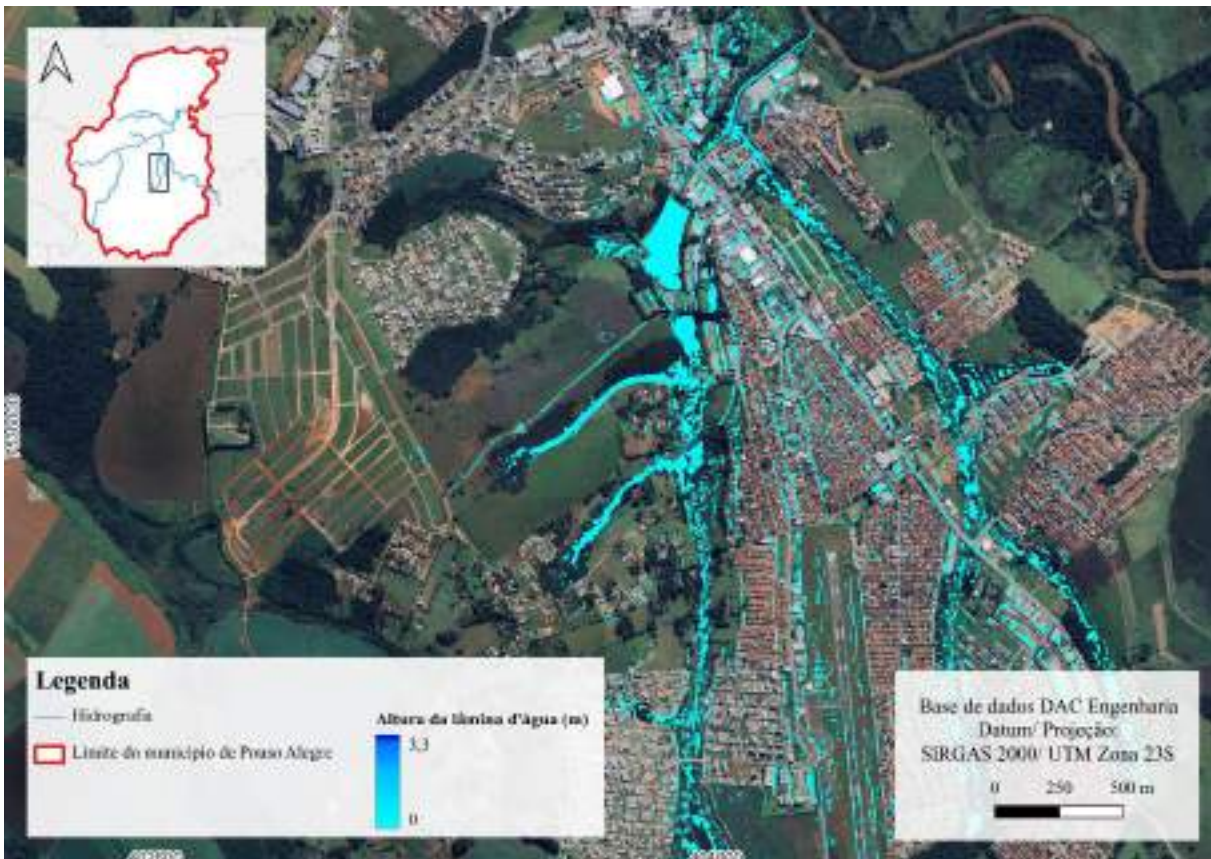 Legenda
Hidrografia
Limite do município de Pouso Alegre
Altura da lâmina d'água (m)
3,3
0
Base de dados DAC Engenharia
Datum/ Projeção:
SIRGAS 2000/ UTM Zona 23S
0 250 500 m